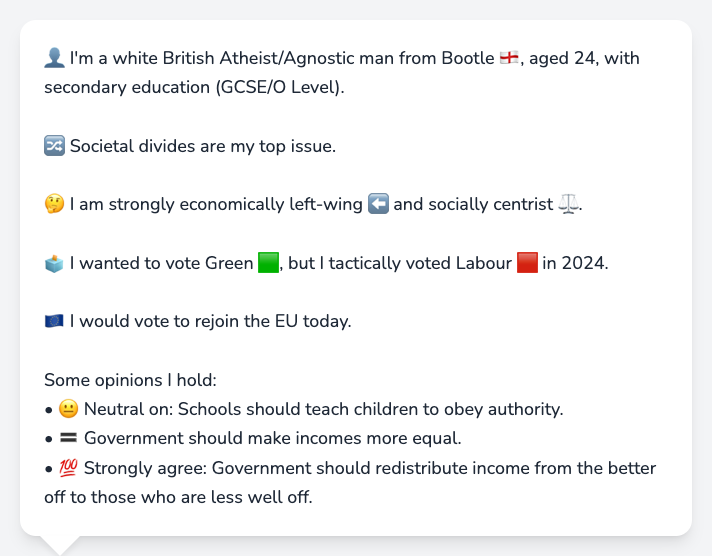 👤 I'm a white British Atheist/Agnostic man from Bootle 🏴󠁧󠁢󠁥󠁮󠁧󠁿, aged 24, with
secondary education (GCSE/O Level).
🔀 Societal divides are my top issue.
🤔 I am strongly economically left-wing ⬅️ and socially centrist ⚖️.
🗳️ I wanted to vote Green 🟩, but I tactically voted Labour 🟥 in 2024.
🇪🇺 I would vote to rejoin the EU today.
Some opinions I hold:
• 😐 Neutral on: Schools should teach children to obey authority.
• 🟰 Government should make incomes more equal.
• 💯 Strongly agree: Government should redistribute income from the better
off to those who are less well off.